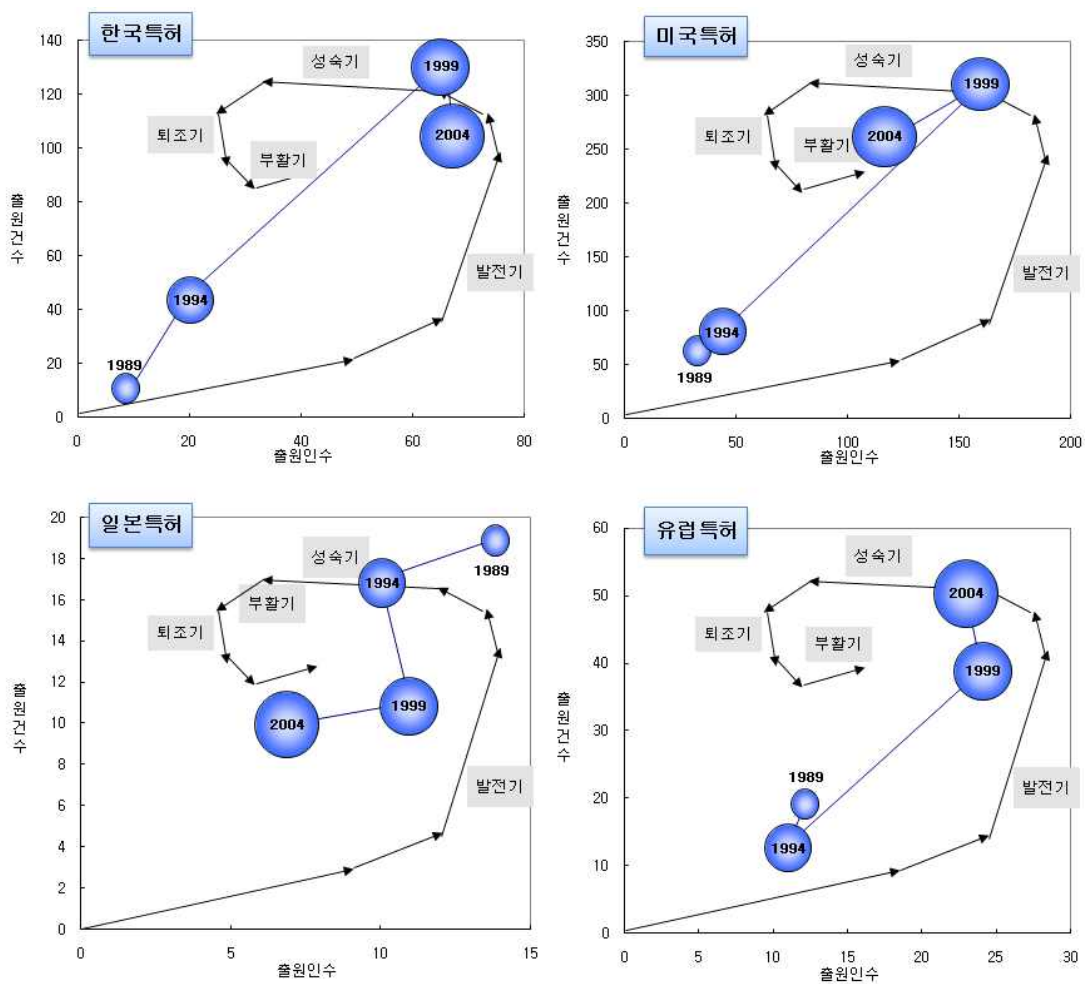 한국특허
140
120
100
80
60
40
20
0
출원건수
0
20
40
60
80
출원인수
성숙기
퇴조기
부활기
발전기
1989
1994
1999
2004
미국특허
350
300
250
200
150
100
50
0
출원건수
0
50
100
150
200
출원인수
성숙기
퇴조기
부활기
발전기
1989
1994
1999
2004
일본특허
20
18
16
14
12
10
8
6
4
2
0
출원건수
0
5
10
15
출원인수
성숙기
퇴조기
부활기
발전기
1989
1994
1999
2004
유럽특허
60
50
40
30
20
10
0
출원건수
0
5
10
15
20
25
30
출원인수
성숙기
퇴조기
부활기
발전기
1989
1994
1999
2004